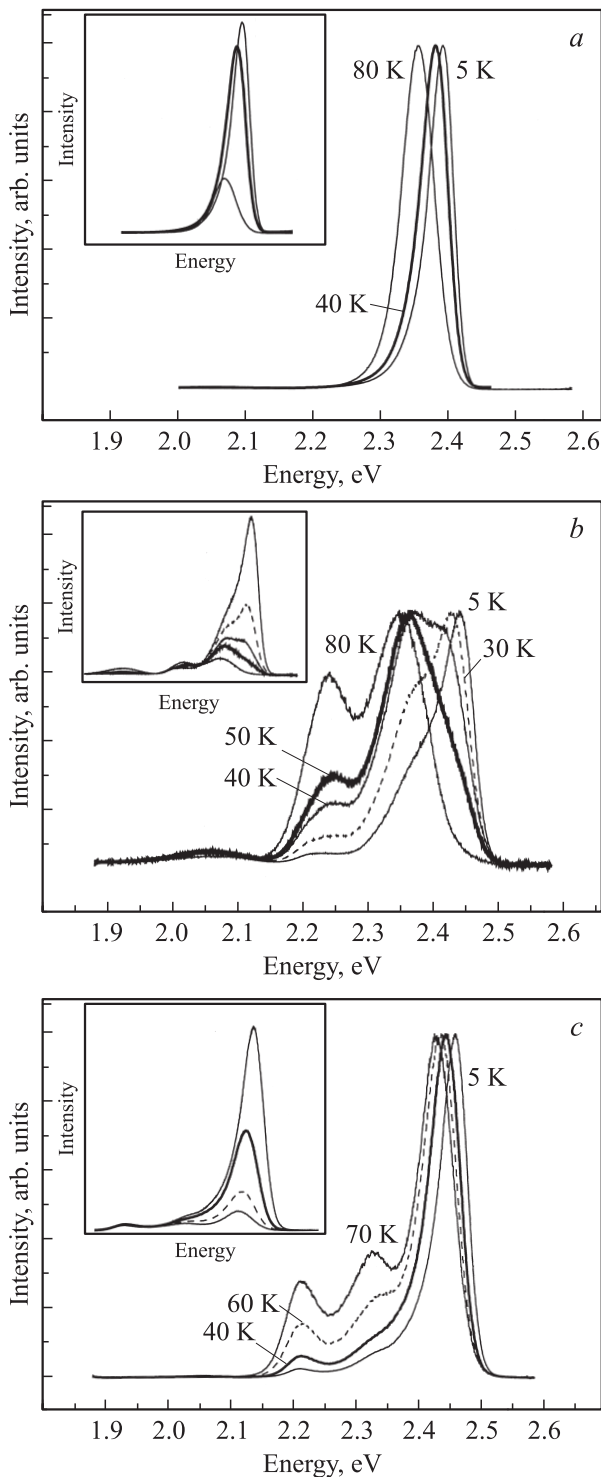 a
80 K 5 K
40 K
Intensity
Energy
Intensity, arb. units
1.9 2.0 2.1 2.2 2.3 2.4 2.5 2.6
Energy, eV
b
5 K
80 K
30 K
50 K
40 K
Intensity
Energy
Intensity, arb. units
1.9 2.0 2.1 2.2 2.3 2.4 2.5 2.6
Energy, eV
c
5 K
70 K
60 K
40 K
Intensity
Energy
Intensity, arb. units
1.9 2.0 2.1 2.2 2.3 2.4 2.5 2.6
Energy, eV